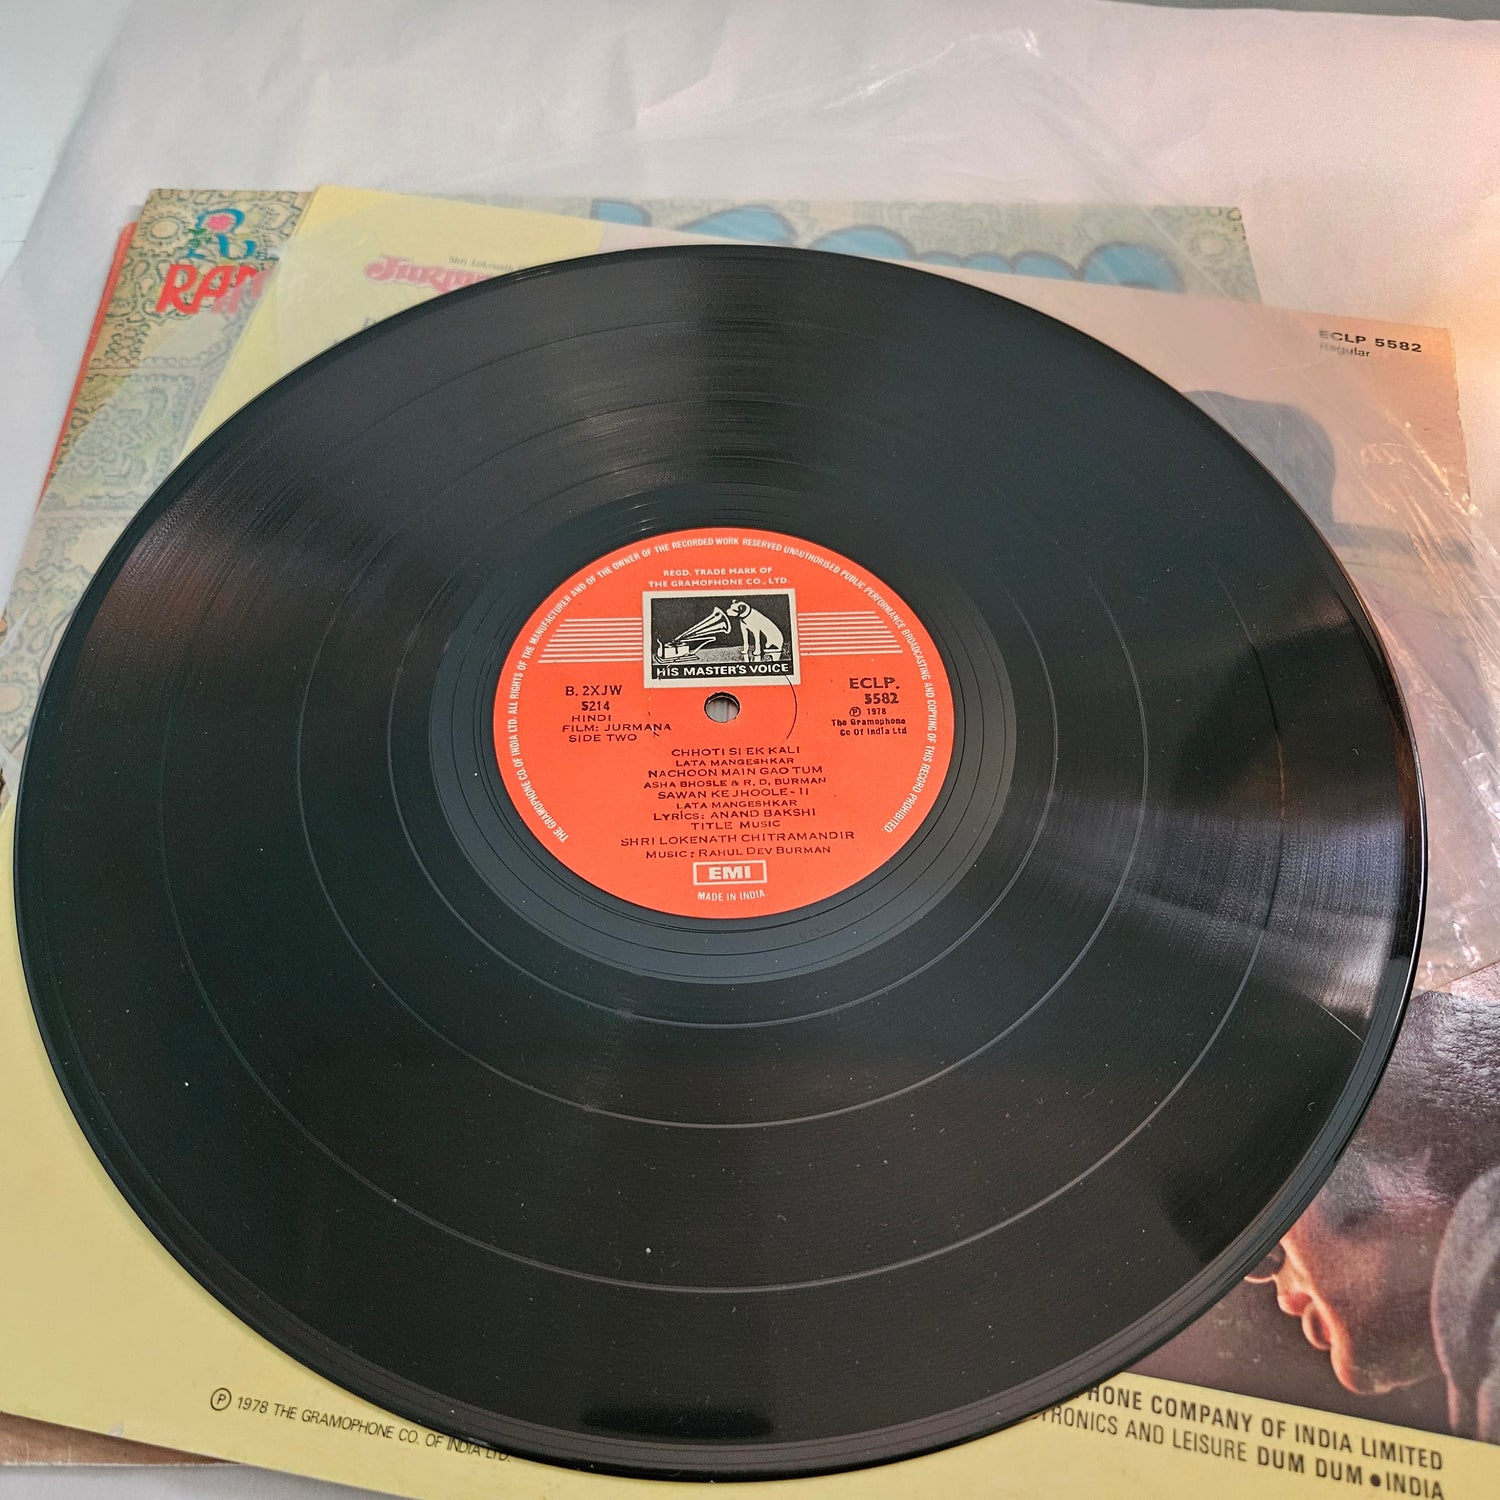 RAM
Shri Lokenath
Jurm
ECLP 5582
Regular
THE GRAMOPHONE CO. OF INDIA LTD. ALL RIGHTS OF THE MANUFACTURER AND OF THE OWNER OF THE RECORDED WORK RESERVED UNAUTHORISED PUBLIC PERFORMANCE BROADCASTING AND COPYING OF THIS RECORD PROHIBITED.
REGD. TRADE MARK OF
THE GRAMOPHONE CO., LTD.
HIS MASTER'S VOICE
B. 2XJW
5214
HINDI
FILM: JURMANA
SIDE TWO
ECLP.
5582
Ⓟ 1978
The Gramophone
Co Of India Ltd
CHHOTI SI EK KALI
LATA MANGESHKAR
NACHOON MAIN GAO TUM
ASHA BHOSLE & R. D. BURMAN
SAWAN KE JHOOLE - II
LATA MANGESHKAR
LYRICS: ANAND BAKSHI
TITLE MUSIC
SHRI LOKENATH CHITRAMANDIR
MUSIC: RAHUL DEV BURMAN
EMI
MADE IN INDIA
Ⓟ 1978 THE GRAMOPHONE CO. OF INDIA LTD.
PHONE COMPANY OF INDIA LIMITED
TRONICS AND LEISURE DUM DUM ● INDIA